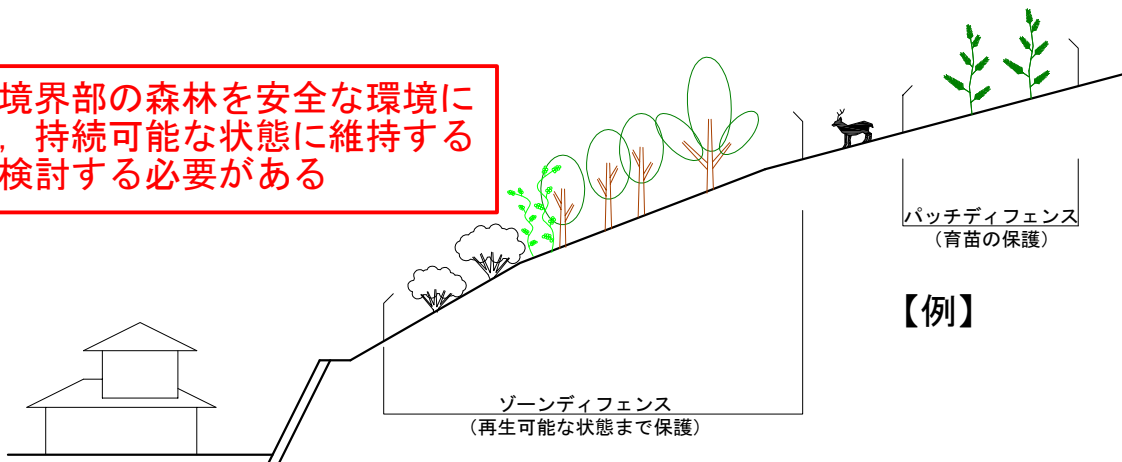 境界部の森林を安全な環境に
，持続可能な状態に維持する
検討する必要がある
パッチディフェンス
（育苗の保護）
【例】
ゾーンディフェンス
（再生可能な状態まで保護）